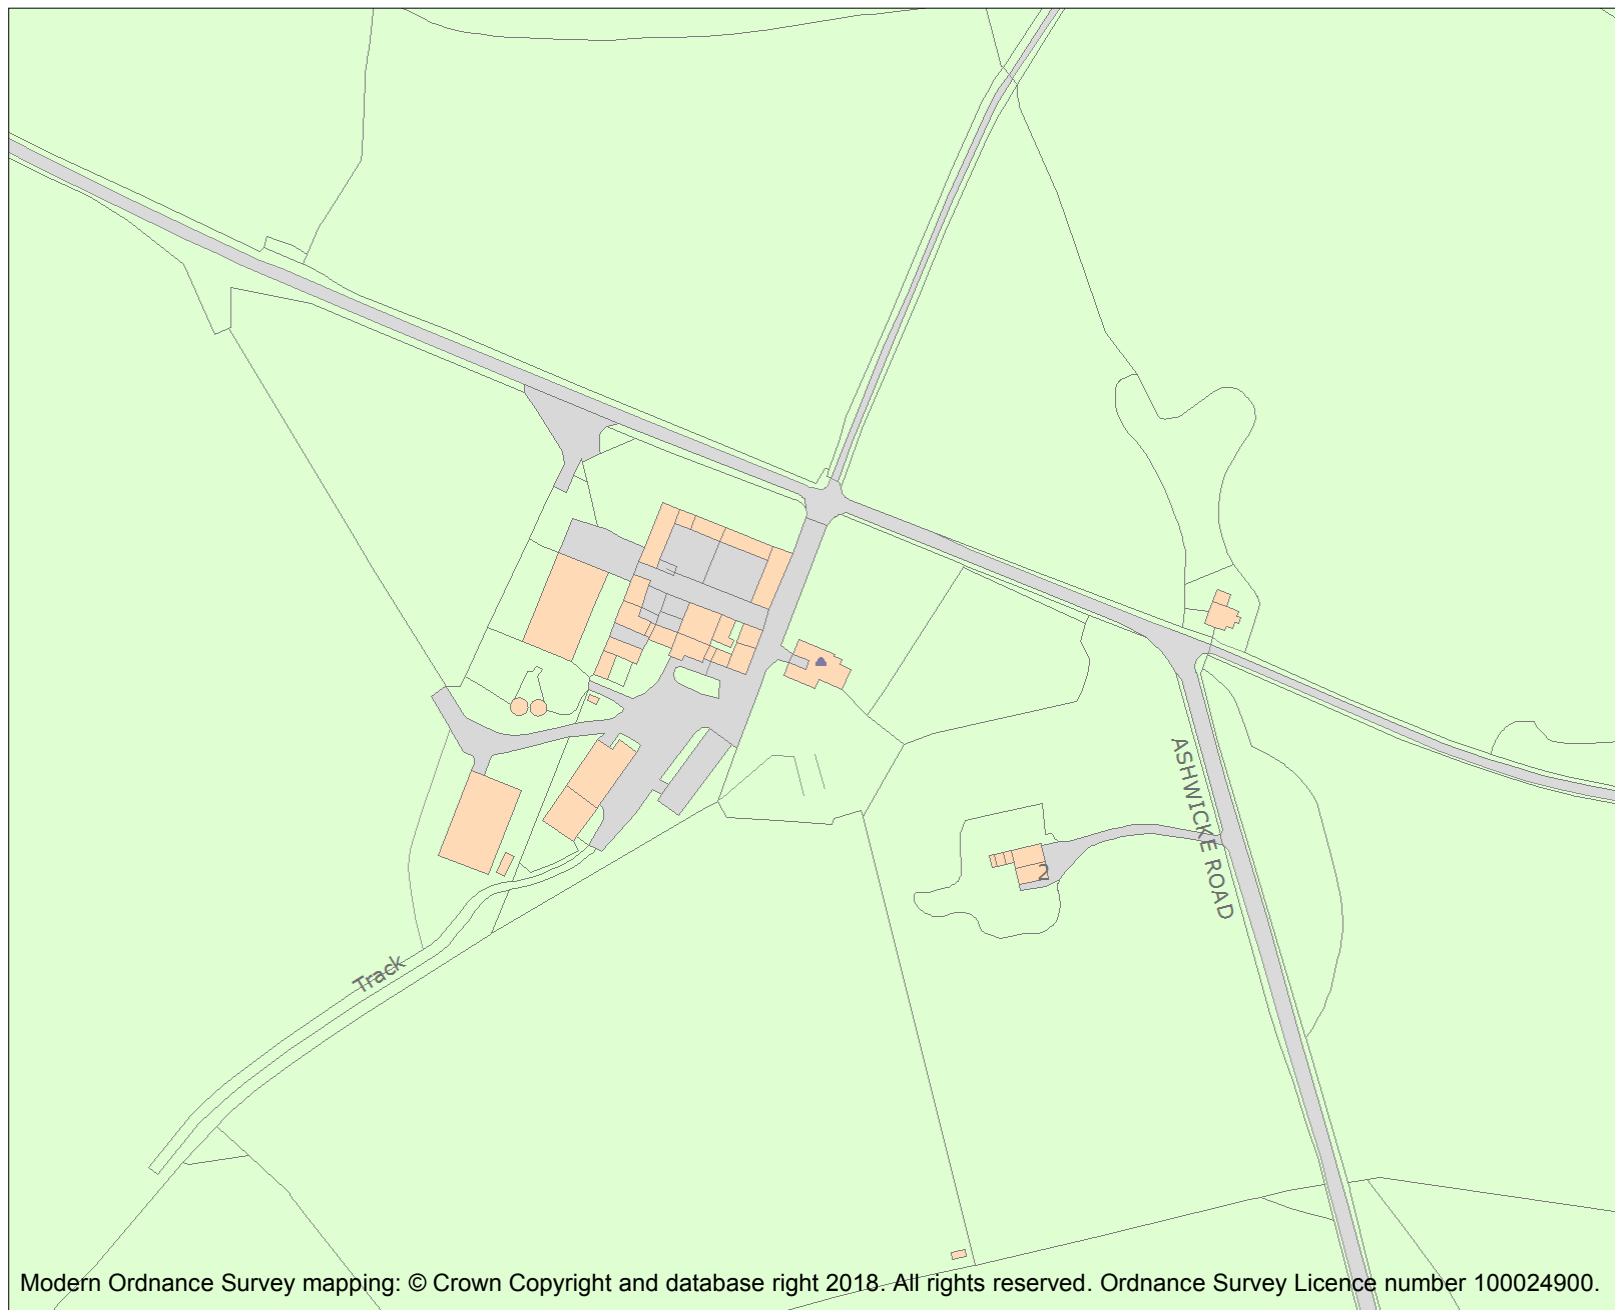 ASHWICKE ROAD
2
Track
Modern Ordnance Survey mapping: © Crown Copyright and database right 2018. All rights reserved. Ordnance Survey Licence number 100024900.